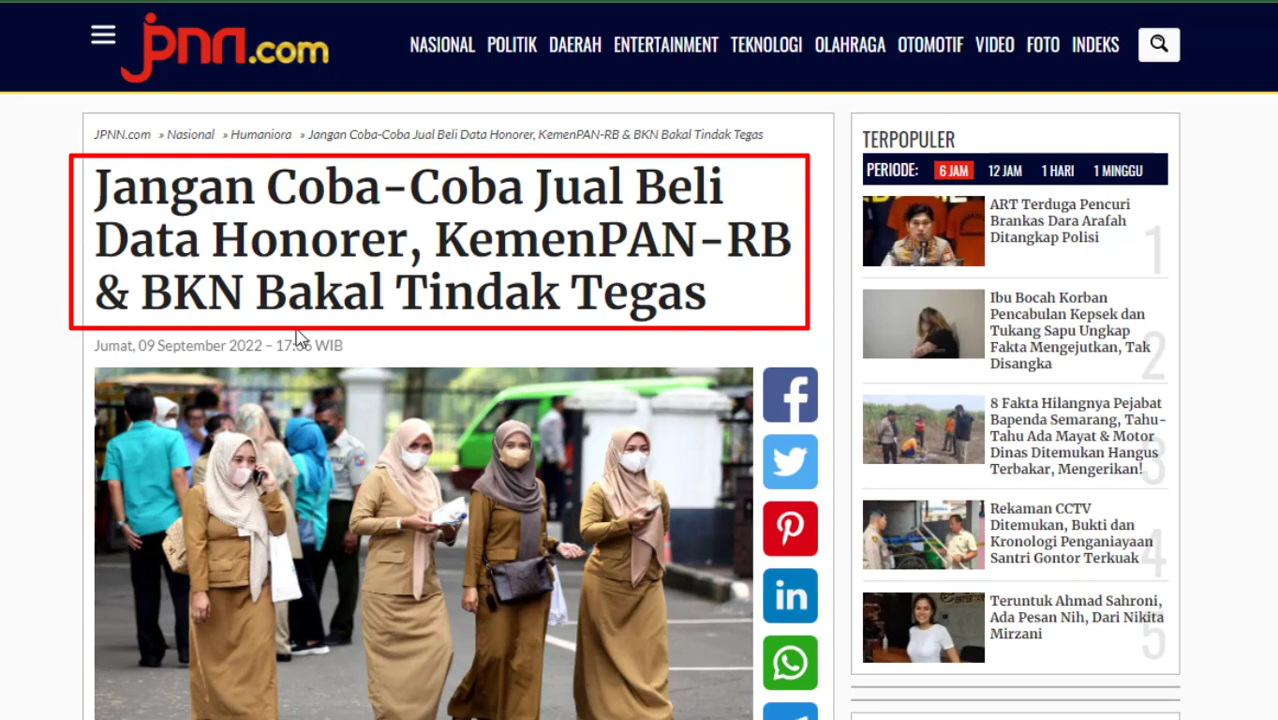 jpnn.com
NASIONAL POLITIK DAERAH ENTERTAINMENT TEKNOLOGI OLAHRAGA OTOMOTIF VIDEO FOTO INDEKS
JPNN.com » Nasional » Humaniora » Jangan Coba-Coba Jual Beli Data Honorer, KemenPAN-RB & BKN Bakal Tindak Tegas
Jangan Coba-Coba Jual Beli
Data Honorer, KemenPAN-RB
& BKN Bakal Tindak Tegas
Jumat, 09 September 2022 – WIB
TERPOPULER
PERIODE: 6 JAM 12 JAM 1 HARI 1 MINGGU
ART Terduga Pencuri
Brankas Dara Arafah
Ditangkap Polisi
1
Ibu Bocah Korban
Pencabulan Kepsek dan
Tukang Sapu Ungkap
Fakta Mengejutkan, Tak
Disangka
2
8 Fakta Hilangnya Pejabat
Bapenda Semarang, Tahu-
Tahu Ada Mayat & Motor
Dinas Ditemukan Hangus
Terbakar, Mengerikan!
3
Rekaman CCTV
Ditemukan, Bukti dan
Kronologi Penganiayaan
Santri Gontor Terkuak
4
Teruntuk Ahmad Sahroni,
Ada Pesan Nih, Dari Nikita
Mirzani
5